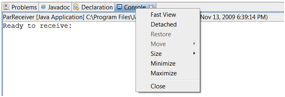 Problems Javadoc Declaration Console
ParReceiver [Java Application] C:\Program Files\ Nov 13, 2009 6:39:14 PM)
Ready to receive:
Fast View
Detached
Restore
Move
Size
Minimize
Maximize
Close